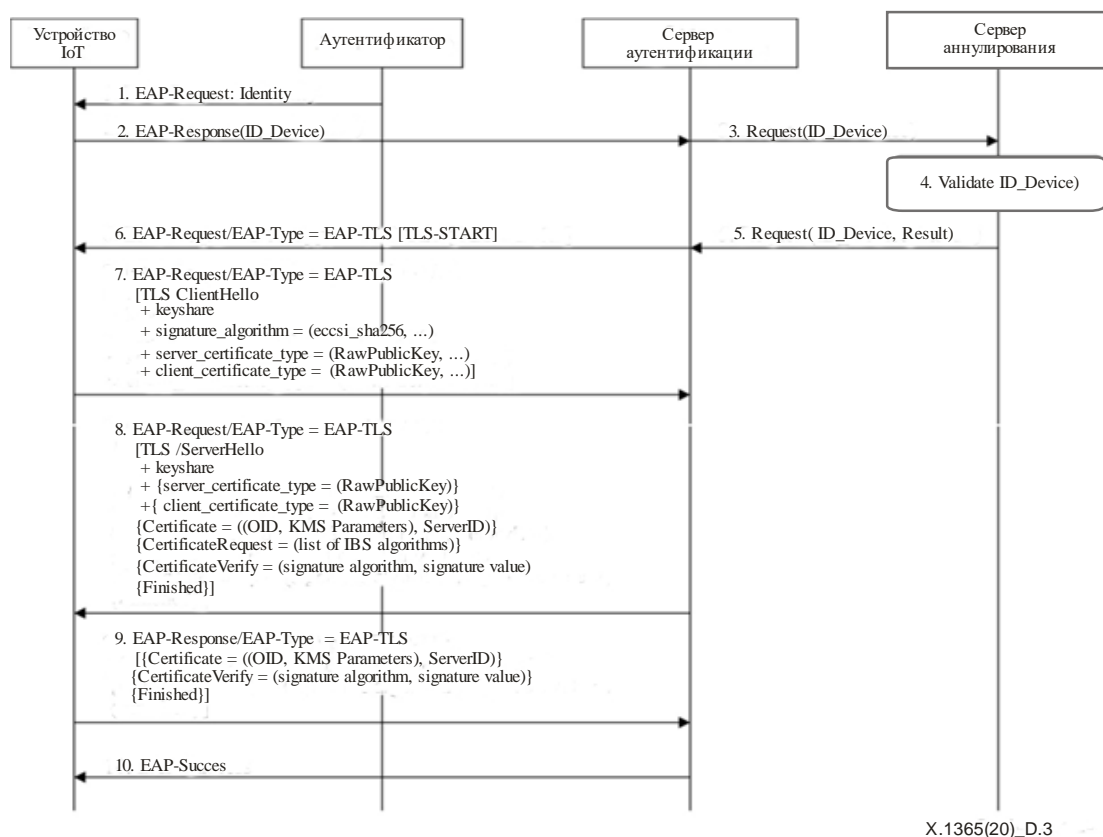 Устройство
IoT
Аутентификатор
Сервер
аутентификации
Сервер
аннулирования
1. EAP-Request: Identity
2. EAP-Response(ID_Device)
3. Request(ID_Device)
4. Validate ID_Device)
6. EAP-Request/EAP-Type = EAP-TLS [TLS-START]
5. Request( ID_Device, Result)
7. EAP-Request/EAP-Type = EAP-TLS
[TLS ClientHello
+ keyshare
+ signature_algorithm = (eccsi_sha256, ...)
+ server_certificate_type = (RawPublicKey, ...)
+ client_certificate_type = (RawPublicKey, ...)]
8. EAP-Request/EAP-Type = EAP-TLS
[TLS /ServerHello
+ keyshare
+ {server_certificate_type = (RawPublicKey)}
+{ client_certificate_type = (RawPublicKey)}
{Certificate = ((OID, KMS Parameters), ServerID)}
{CertificateRequest = (list of IBS algorithms)}
{CertificateVerify = (signature algorithm, signature value)
{Finished}]
9. EAP-Response/EAP-Type = EAP-TLS
[{Certificate = ((OID, KMS Parameters), ServerID)}
{CertificateVerify = (signature algorithm, signature value)}
{Finished}]
10. EAP-Succes
X.1365(20)_D.3